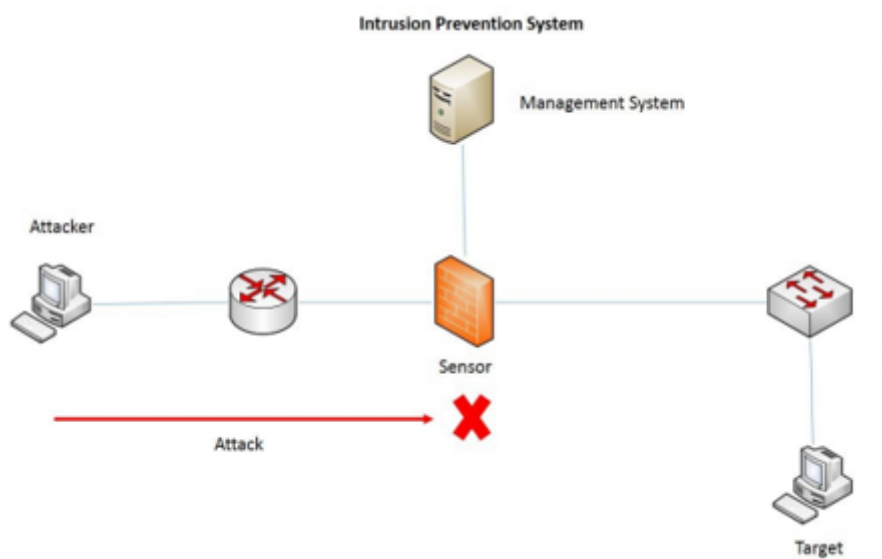 Intrusion Prevention System
Management System
Attacker
Sensor
Attack
Target